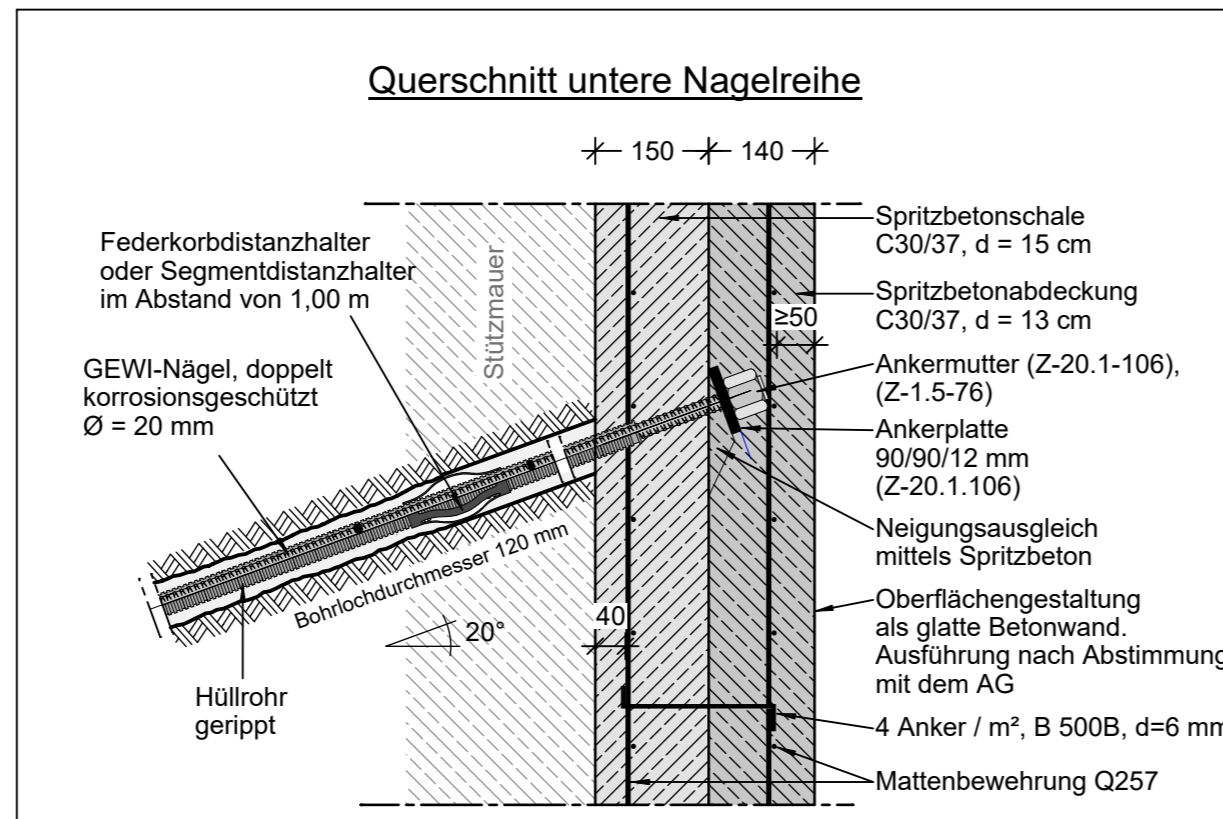 Querschnitt untere Nagelreihe
150
140
Federkorbdistanzhalter
oder Segmentdistanzhalter
im Abstand von 1,00 m
GEWI-Nägel, doppelt
korrosionsgeschützt
Ø = 20 mm
Stützmauer
Bohrlochdurchmesser 120 mm
20°
40
Hüllrohr
gerippt
Spritzbetonschale
C30/37, d = 15 cm
Spritzbetonabdeckung
C30/37, d = 13 cm
≥50
Ankermutter (Z-20.1-106),
(Z-1.5-76)
Ankerplatte
90/90/12 mm
(Z-20.1.106)
Neigungsausgleich
mittels Spritzbeton
Oberflächengestaltung
als glatte Betonwand.
Ausführung nach Abstimmung
mit dem AG
4 Anker / m², B 500B, d=6 mm
Mattenbewehrung Q257